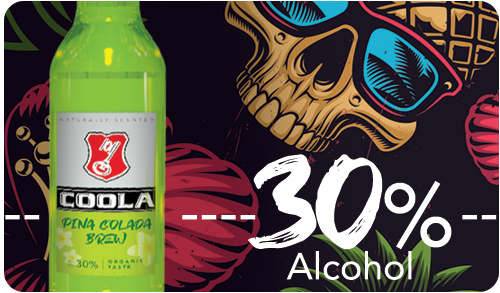 NATURALLY SCENTED
COOLA
PINA COLADA
BREW
30% ORGANIC
TASTE
30%
Alcohol